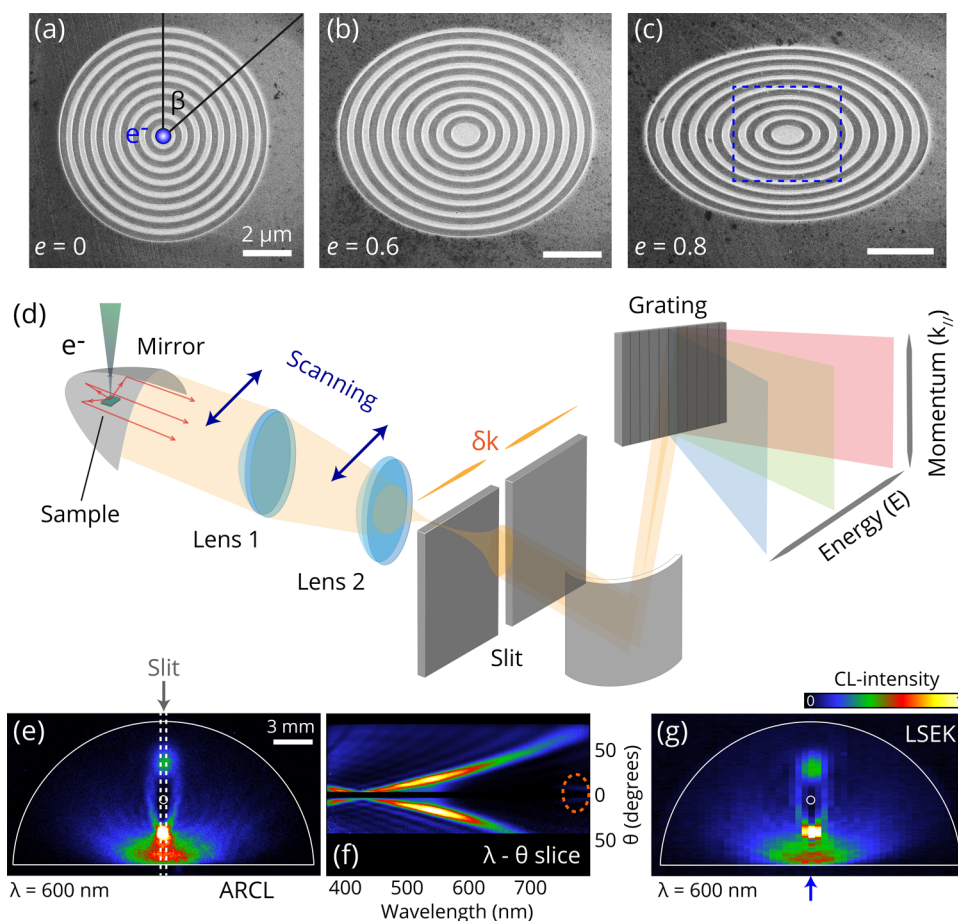 (a)
β
e-
e = 0
2 μm
(b)
e = 0.6
(c)
e = 0.8
(d)
e-
Mirror
Scanning
Sample
Lens 1
Lens 2
δk
Slit
Grating
Momentum (k//)
Energy (E)
Slit
(e)
3 mm
λ = 600 nm
ARCL
(f)
λ - θ slice
50
0
50
θ (degrees)
400 500 600 700
Wavelength (nm)
CL-intensity
0 1
(g)
LSEK
λ = 600 nm